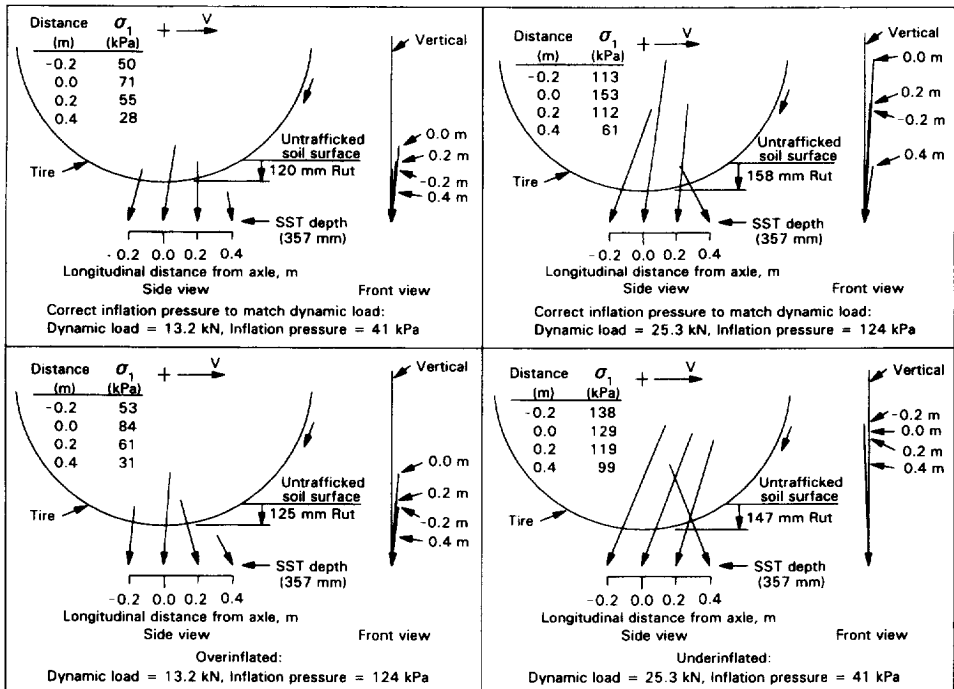 Distance σ1
(m) (kPa)
-0.2 50
0.0 71
0.2 55
0.4 28
+ V
Vertical
Tire
Untrafficked
soil surface
120 mm Rut
0.0 m
0.2 m
-0.2 m
0.4 m
SST depth
(357 mm)
-0.2 0.0 0.2 0.4
Longitudinal distance from axle, m
Side view
Front view
Correct inflation pressure to match dynamic load:
Dynamic load = 13.2 kN, Inflation pressure = 41 kPa
Distance σ1
(m) (kPa)
-0.2 113
0.0 153
0.2 112
0.4 61
+ V
Vertical
0.0 m
0.2 m
-0.2 m
0.4 m
Tire
Untrafficked
soil surface
158 mm Rut
SST depth
(357 mm)
-0.2 0.0 0.2 0.4
Longitudinal distance from axle, m
Side view
Front view
Correct inflation pressure to match dynamic load:
Dynamic load = 25.3 kN, Inflation pressure = 124 kPa
Distance σ1
(m) (kPa)
-0.2 53
0.0 84
0.2 61
0.4 31
+ V
Vertical
0.0 m
0.2 m
-0.2 m
0.4 m
Tire
Untrafficked
soil surface
125 mm Rut
SST depth
(357 mm)
-0.2 0.0 0.2 0.4
Longitudinal distance from axle, m
Side view
Front view
Overinflated:
Dynamic load = 13.2 kN, Inflation pressure = 124 kPa
Distance σ1
(m) (kPa)
-0.2 138
0.0 129
0.2 119
0.4 99
+ V
Vertical
-0.2 m
0.0 m
0.2 m
0.4 m
Tire
Untrafficked
soil surface
147 mm Rut
SST depth
(357 mm)
-0.2 0.0 0.2 0.4
Longitudinal distance from axle, m
Side view
Front view
Underinflated:
Dynamic load = 25.3 kN, Inflation pressure = 41 kPa